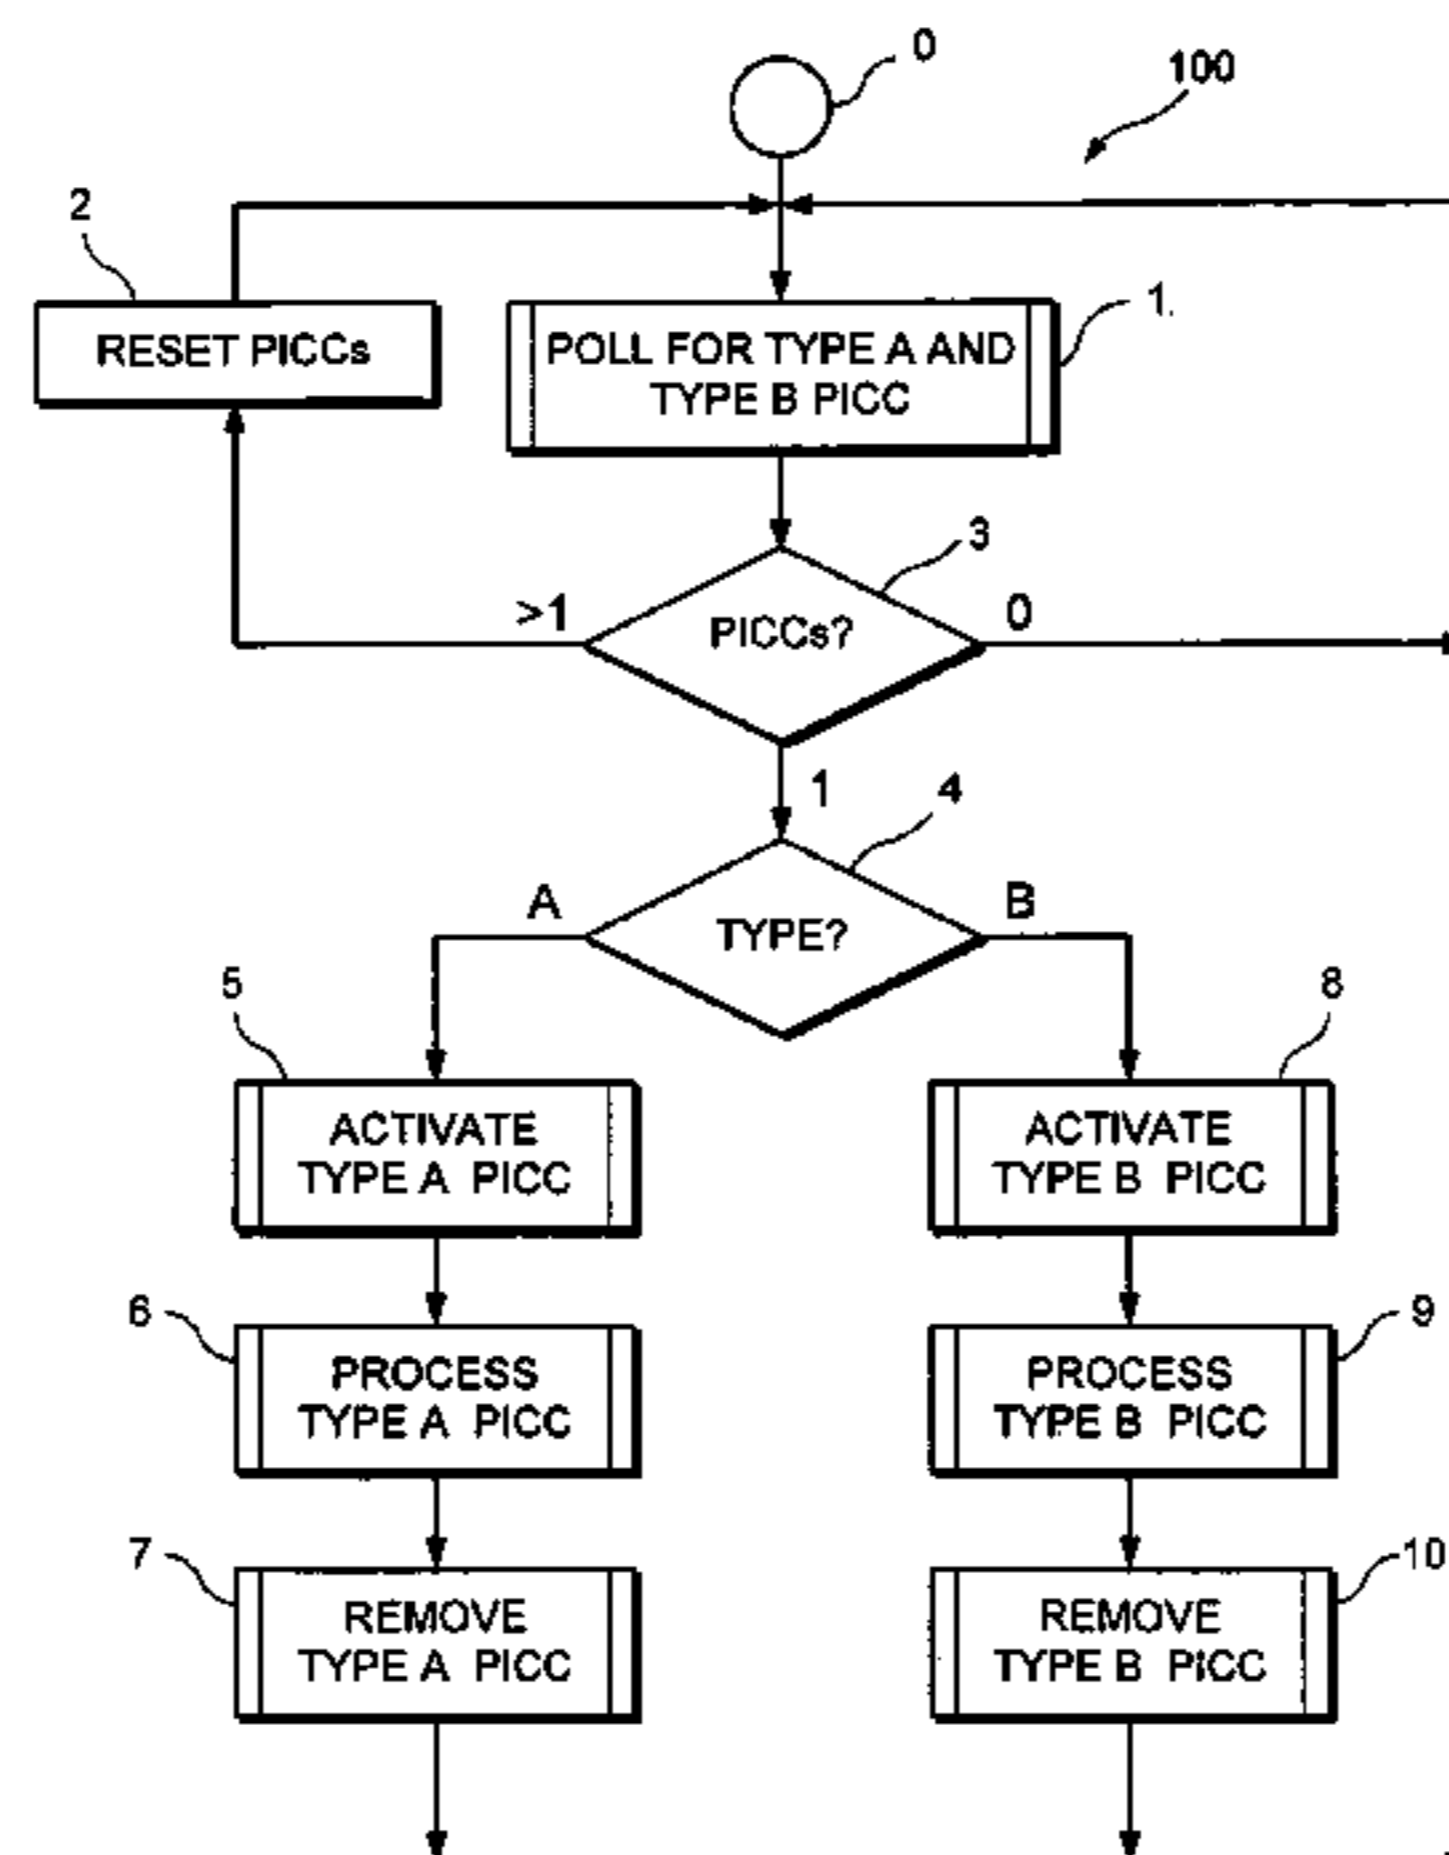 0
100
2
RESET PICCs
POLL FOR TYPE A AND
TYPE B PICC
1.
3
>1
PICCs?
0
1
4
A
TYPE?
B
5
8
ACTIVATE
TYPE A PICC
ACTIVATE
TYPE B PICC
6
PROCESS
TYPE A PICC
PROCESS
TYPE B PICC
9
7
REMOVE
TYPE A PICC
REMOVE
TYPE B PICC
10